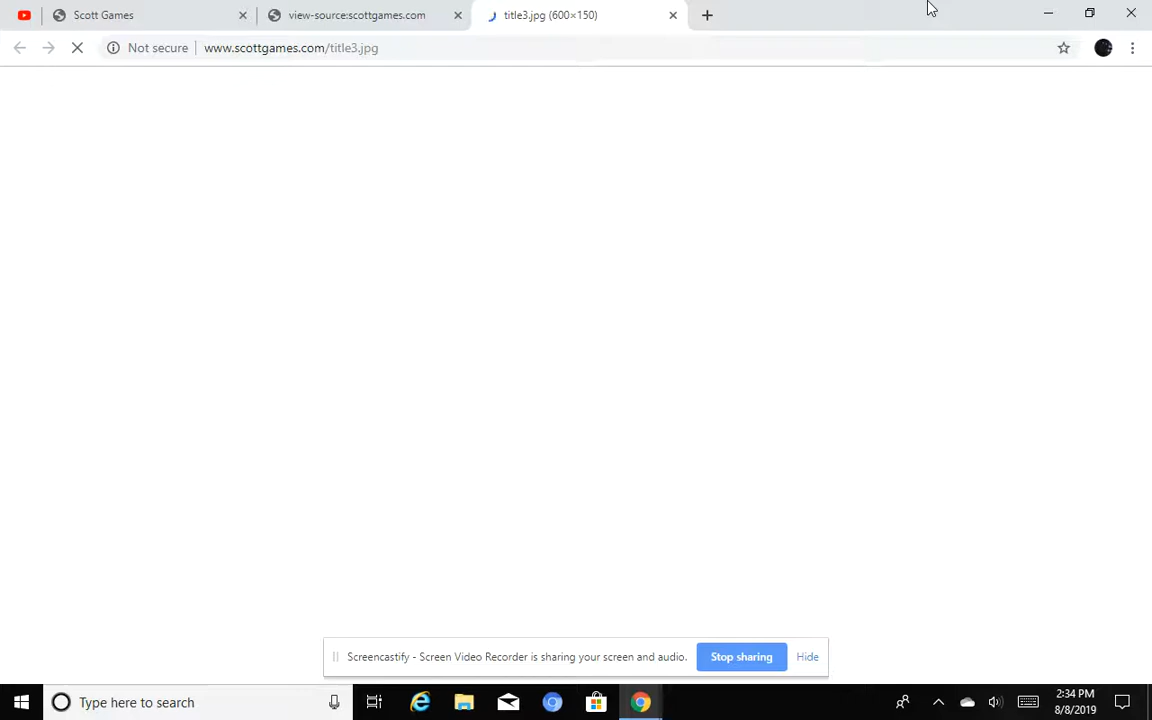 Scott Games
view-source:scottgames.com
title3.jpg (600×150)
Not secure
www.scottgames.com/title3.jpg
Screencastify - Screen Video Recorder is sharing your screen and audio.
Stop sharing
Hide
Type here to search
2:34 PM
8/8/2019